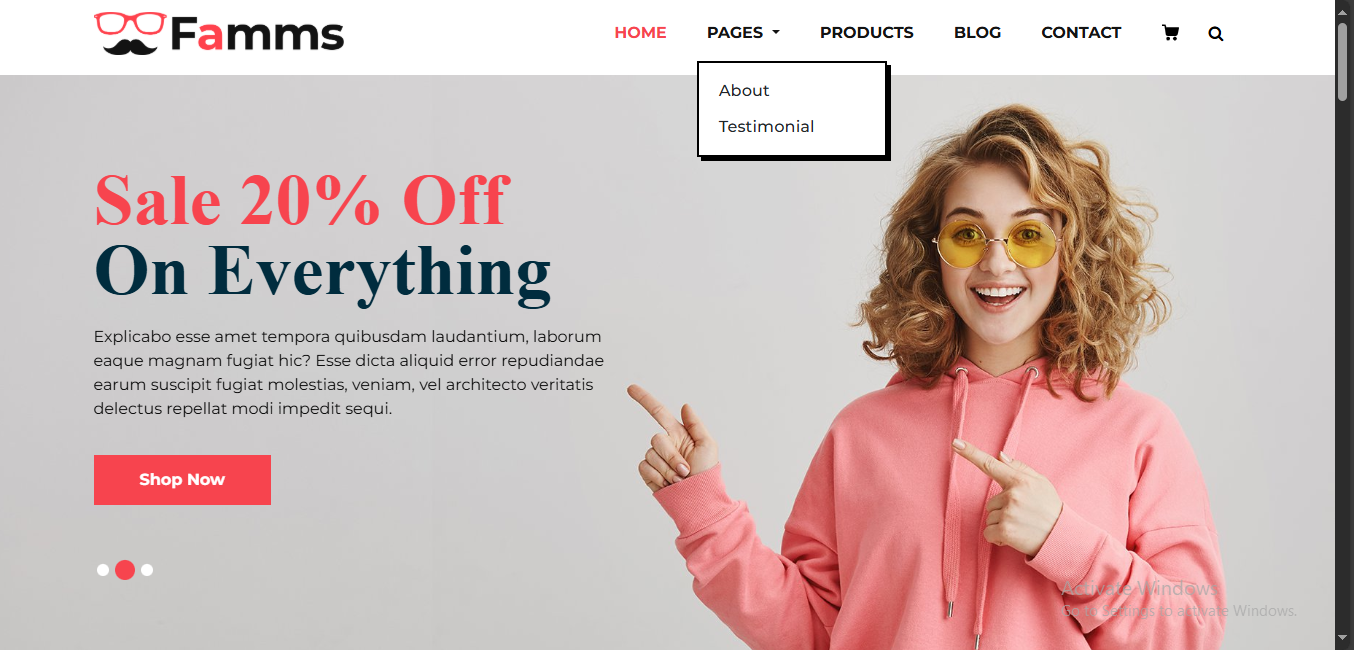 Famms
HOME PAGES PRODUCTS BLOG CONTACT
About
Testimonial
Sale 20% Off
On Everything
Explicabo esse amet tempora quibusdam laudantium, laborum
eaque magnam fugiat hic? Esse dicta aliquid error repudiandae
earum suscipit fugiat molestias, veniam, vel architecto veritatis
delectus repellat modi impedit sequi.
Shop Now
Activate Windows
Go to Settings to activate Windows.